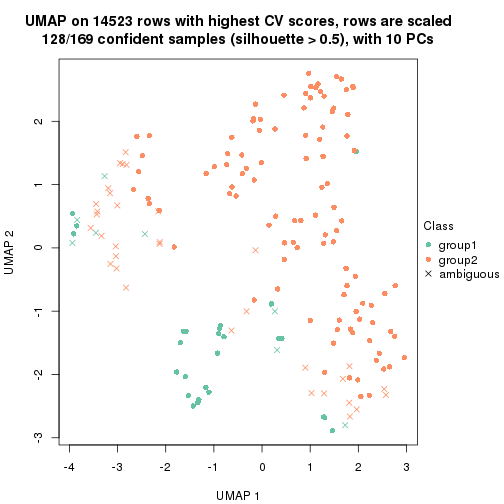 UMAP on 14523 rows with highest CV scores, rows are scaled
128/169 confident samples (silhouette > 0.5), with 10 PCs
UMAP 2
2
1
0
-1
-2
-3
-4
-3
-2
-1
0
1
2
3
UMAP 1
Class
group1
group2
ambiguous